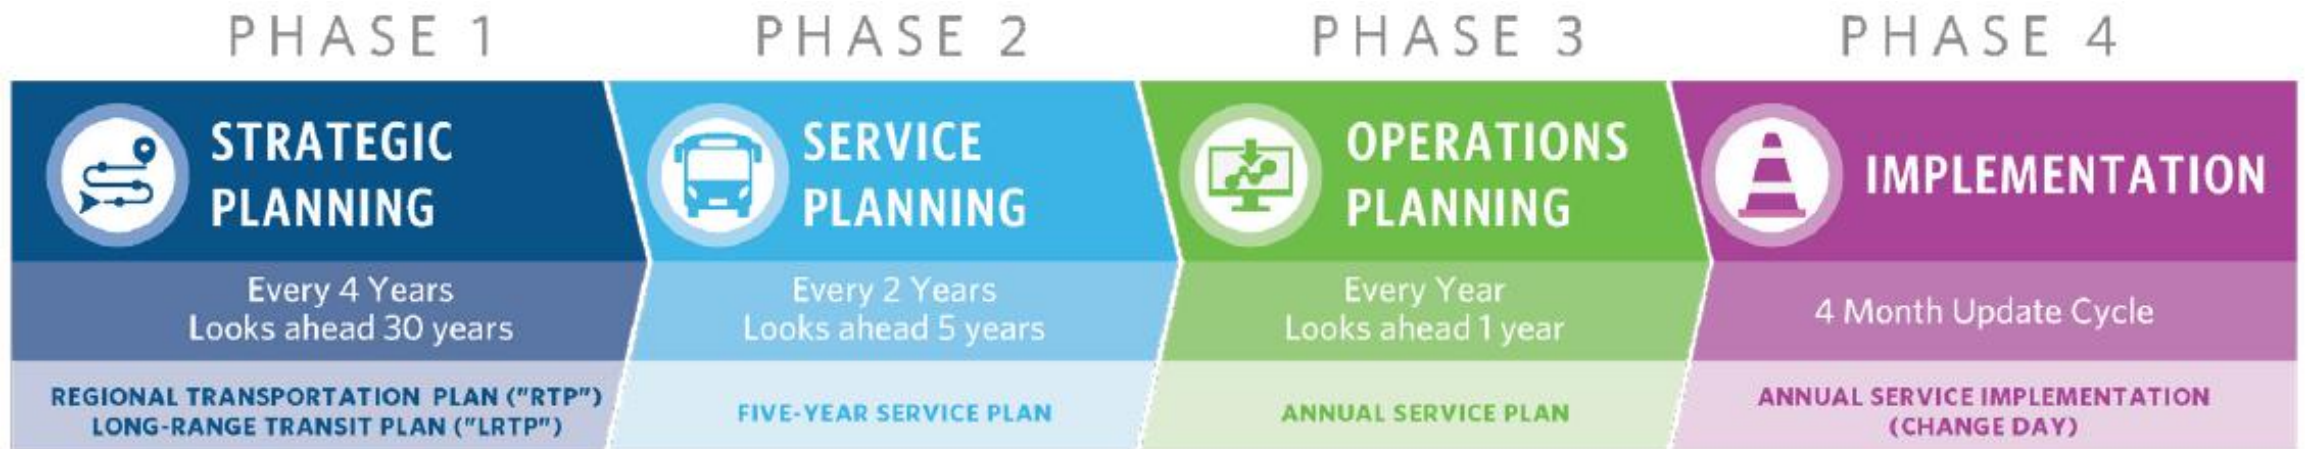 PHASE 1
PHASE 2
PHASE 3
PHASE 4
STRATEGIC
PLANNING
SERVICE
PLANNING
OPERATIONS
PLANNING
IMPLEMENTATION
Every 4 Years
Looks ahead 30 years
Every 2 Years
Looks ahead 5 years
Every Year
Looks ahead 1 year
4 Month Update Cycle
REGIONAL TRANSPORTATION PLAN ("RTP")
LONG-RANGE TRANSIT PLAN ("LRTP")
FIVE-YEAR SERVICE PLAN
ANNUAL SERVICE PLAN
ANNUAL SERVICE IMPLEMENTATION
(CHANGE DAY)